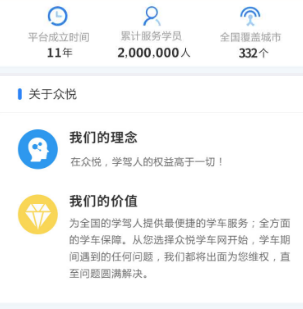 平台成立时间 累计服务学员 全国覆盖城市
11年 2,000,000人 332个
关于众悦
我们的理念
在众悦，学驾人的权益高于一切！
我们的价值
为全国的学驾人提供最便捷的学车服务；全方面
的学车保障。从您选择众悦学车网开始，学车期
间遇到的任何问题，我们都将出面为您维权，直
至问题圆满解决。